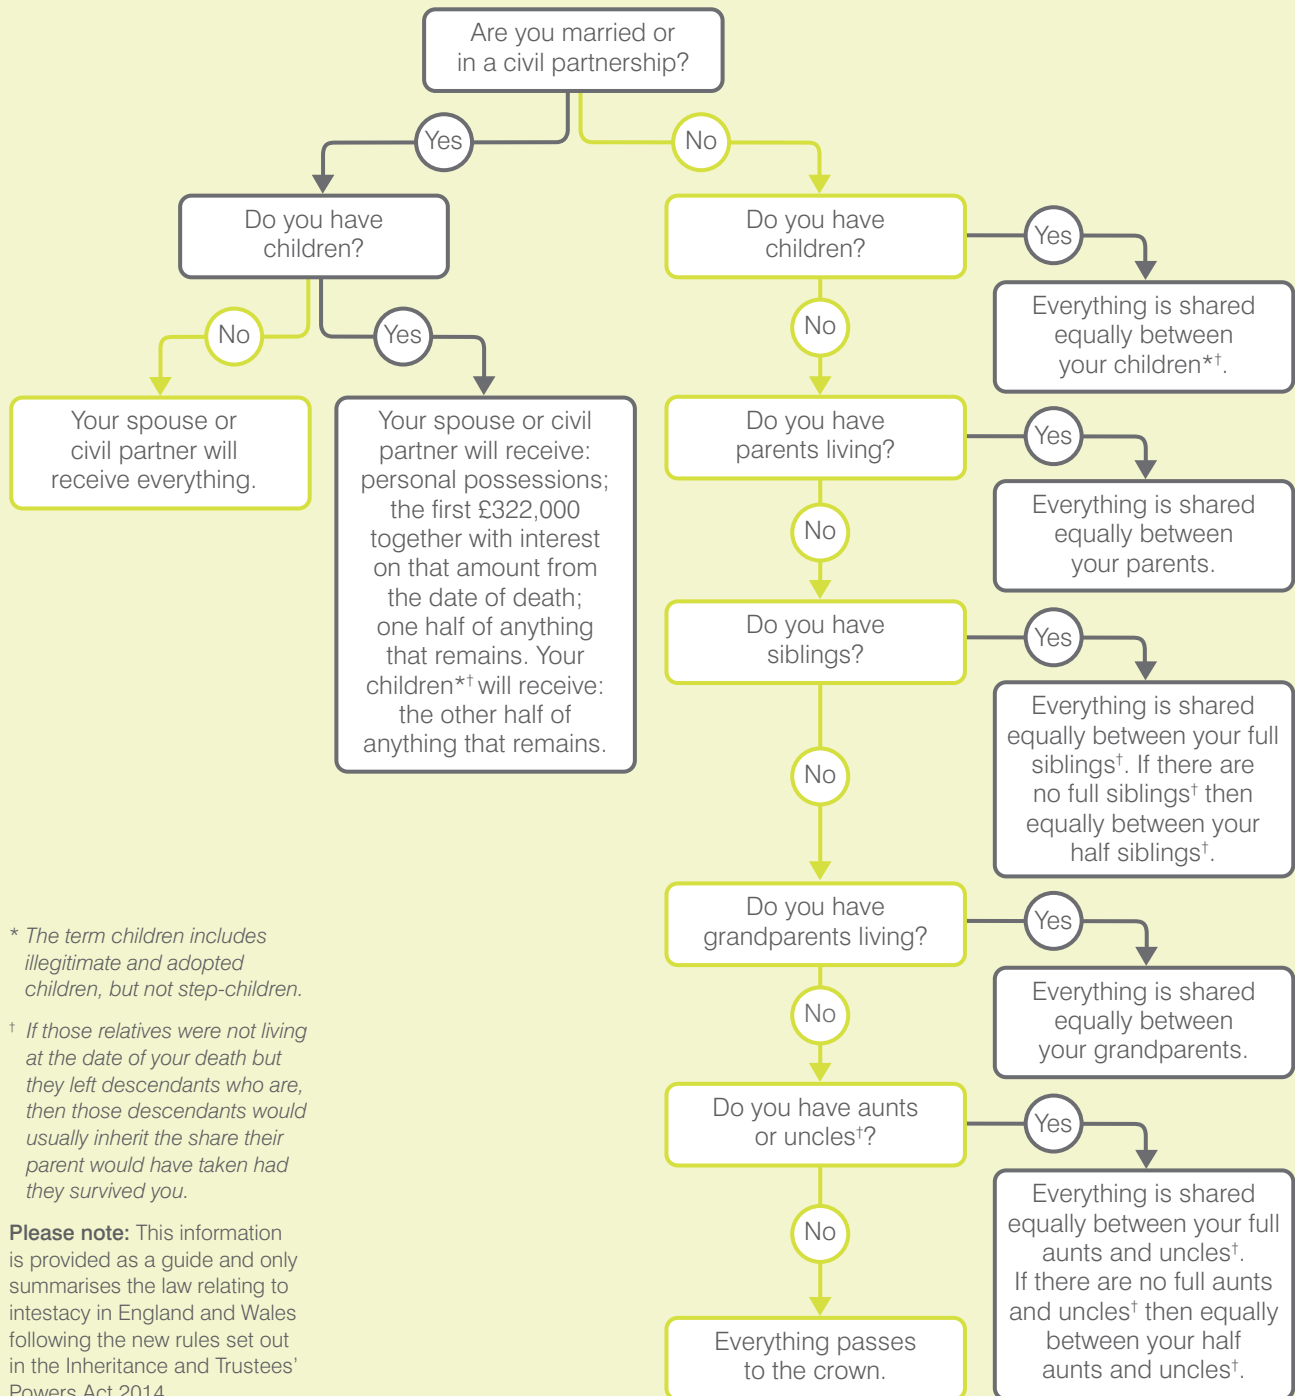 Are you married or
in a civil partnership?
Yes
No
Do you have
children?
Do you have
children?
Yes
No
Yes
No
Everything is shared
equally between
your children*†.
Your spouse or
civil partner will
receive everything.
Your spouse or civil
partner will receive:
personal possessions;
the first £322,000
together with interest
on that amount from
the date of death;
one half of anything
that remains. Your
children*† will receive:
the other half of
anything that remains.
Do you have
parents living?
Yes
No
Everything is shared
equally between
your parents.
Do you have
siblings?
Yes
No
Everything is shared
equally between your full
siblings†. If there are
no full siblings† then
equally between your
half siblings†.
Do you have
grandparents living?
Yes
No
Everything is shared
equally between
your grandparents.
Do you have aunts
or uncles†?
Yes
No
Everything is shared
equally between your full
aunts and uncles†.
If there are no full aunts
and uncles† then equally
between your half
aunts and uncles†.
Everything passes
to the crown.
* The term children includes
illegitimate and adopted
children, but not step-children.
† If those relatives were not living
at the date of your death but
they left descendants who are,
then those descendants would
usually inherit the share their
parent would have taken had
they survived you.
Please note: This information
is provided as a guide and only
summarises the law relating to
intestacy in England and Wales
following the new rules set out
in the Inheritance and Trustees'
Powers Act 2014